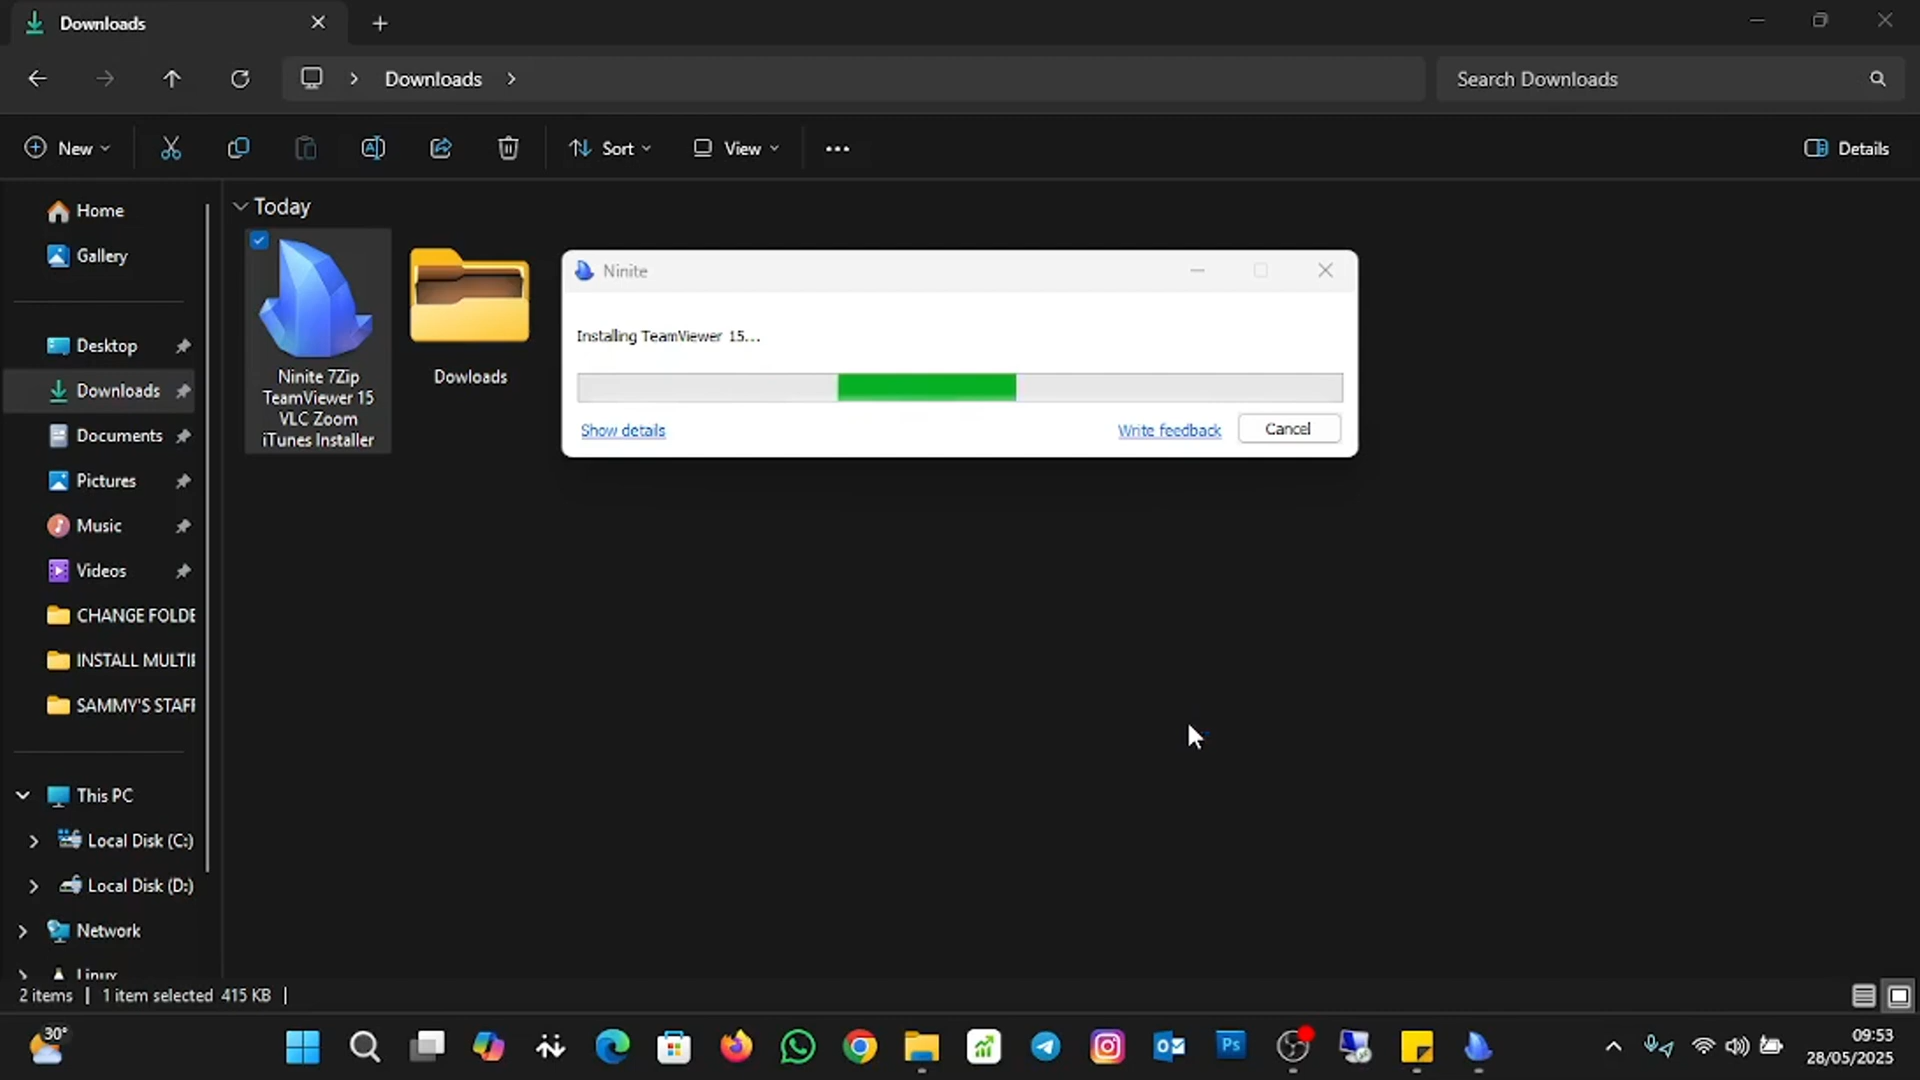 Downloads
Downloads
Search Downloads
New
Sort
View
Details
Home
Gallery
Desktop
Downloads
Documents
Pictures
Music
Videos
CHANGE FOLDE
INSTALL MULTI
SAMMY'S STAF
This PC
Local Disk (C:)
Local Disk (D:)
Network
Linux
Today
Ninite 7Zip
TeamViewer 15
VLC Zoom
iTunes Installer
Dowloads
Ninite
Installing TeamViewer 15...
Show details
Write feedback
Cancel
2 items
1 item selected 415 KB
30°
Ps
09:53
28/05/2025